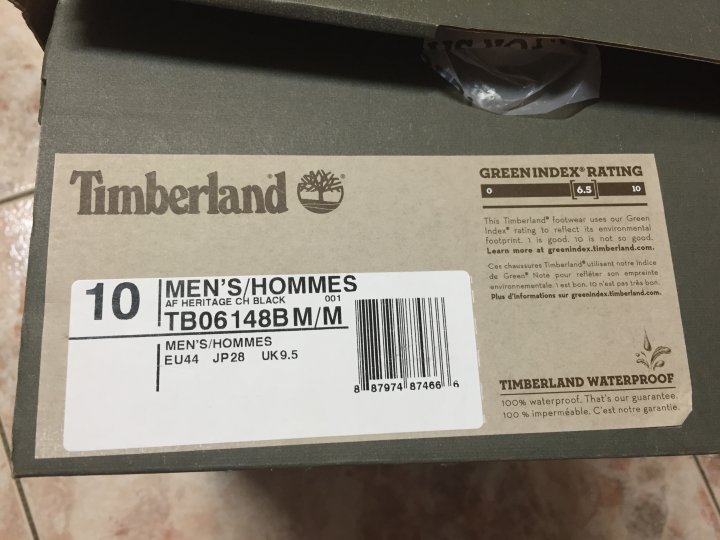 Timberland®
GREEN INDEX® RATING
0 6.5 10
This Timberland® footwear uses our Green
Index® rating to reflect its environmental
footprint. 1 is good. 10 is not so good.
Learn more at greenindex.timberland.com.
Ces chaussures Timberland® utilisent notre Indice
de Green® Note pour refléter son empreinte
environnementale. 1 est bon. 10 n'est pas très bon.
Plus d'informations sur greenindex.timberland.com.
10
MEN'S/HOMMES
AF HERITAGE CH BLACK 001
TB06148B M/M
MEN'S/HOMMES
EU44 JP28 UK9.5
8 87974 87466 6
TIMBERLAND WATERPROOF
100% waterproof. That's our guarantee.
100 % imperméable. C'est notre garantie.